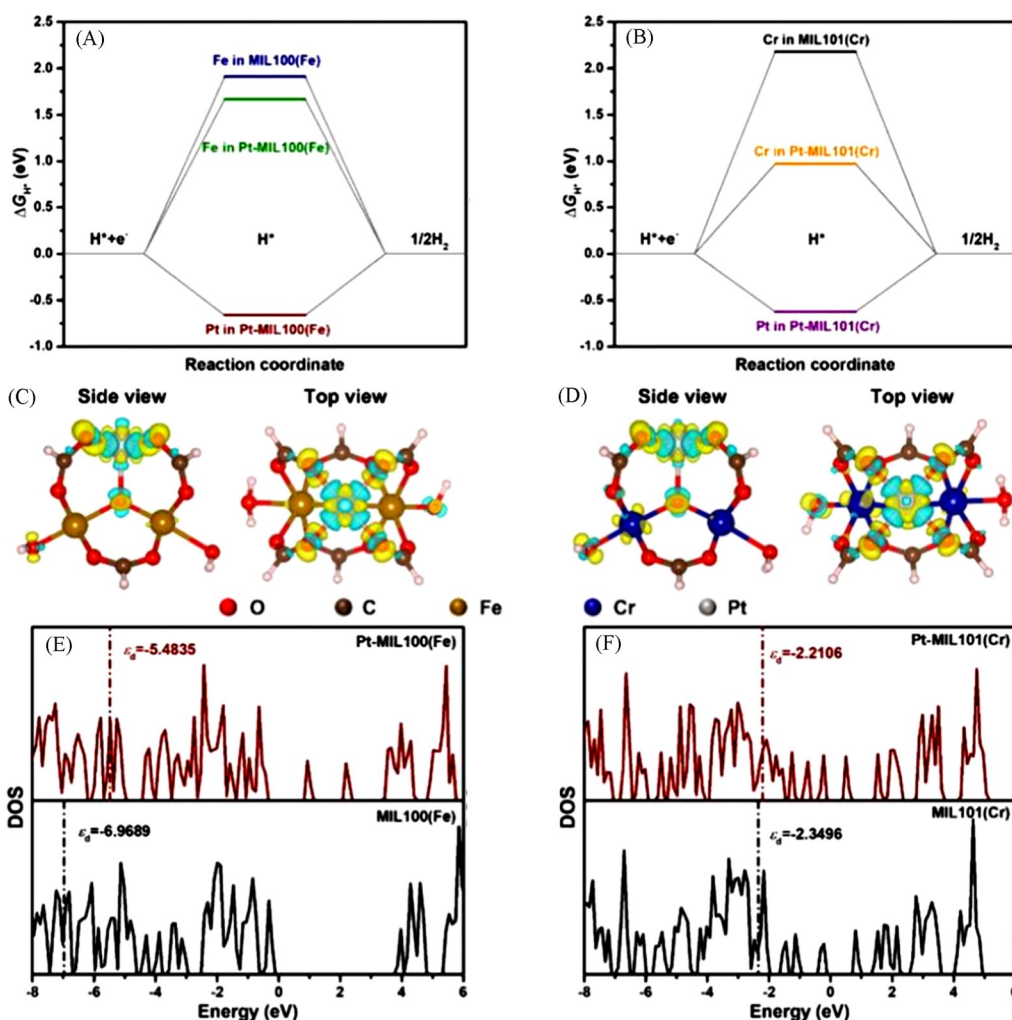 (A)
2.5
2.0
1.5
1.0
0.5
0.0
-0.5
-1.0
ΔG_H* (eV)
Fe in MIL100(Fe)
Fe in Pt-MIL100(Fe)
H*+e-
H*
1/2H2
Pt in Pt-MIL100(Fe)
Reaction coordinate
(B)
2.5
2.0
1.5
1.0
0.5
0.0
-0.5
-1.0
ΔG_H* (eV)
Cr in MIL101(Cr)
Cr in Pt-MIL101(Cr)
H*+e-
H*
1/2H2
Pt in Pt-MIL101(Cr)
Reaction coordinate
(C)
Side view
Top view
(D)
Side view
Top view
O
C
Fe
Cr
Pt
(E)
Pt-MIL100(Fe)
εd=-5.4835
MIL100(Fe)
εd=-6.9689
DOS
-8 -6 -4 -2 0 2 4 6
Energy (eV)
(F)
Pt-MIL101(Cr)
εd=-2.2106
MIL101(Cr)
εd=-2.3496
DOS
-8 -6 -4 -2 0 2 4 6
Energy (eV)